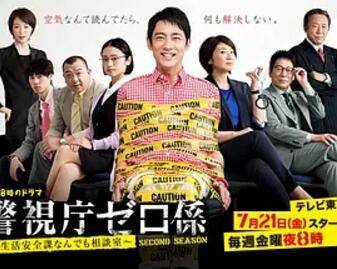 空気なんて読んでたら、何も解決しない。
CAUTION CAUTION
CAUTION
8時のドラマ
警視庁ゼロ係
生活安全課なんでも相談室～ SECOND SEASON
テレビ東
7月21日(金)スター
毎週金曜夜8時